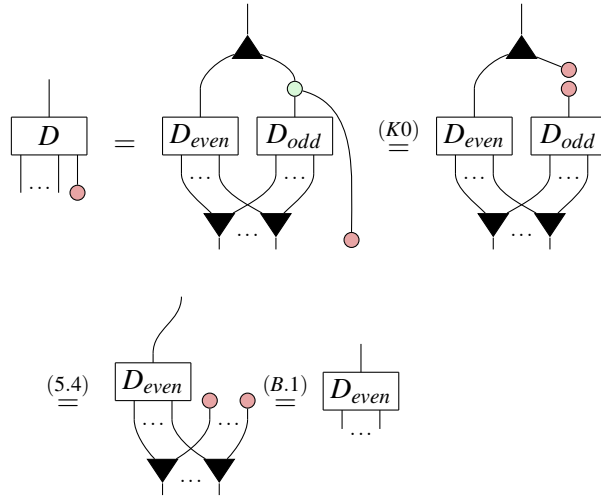 D
... 
=
D_even
D_odd
... ...
...
(K0)
=
D_even
D_odd
... ...
...
(5.4)
=
D_even
... ...
...
(B.1)
=
D_even
...